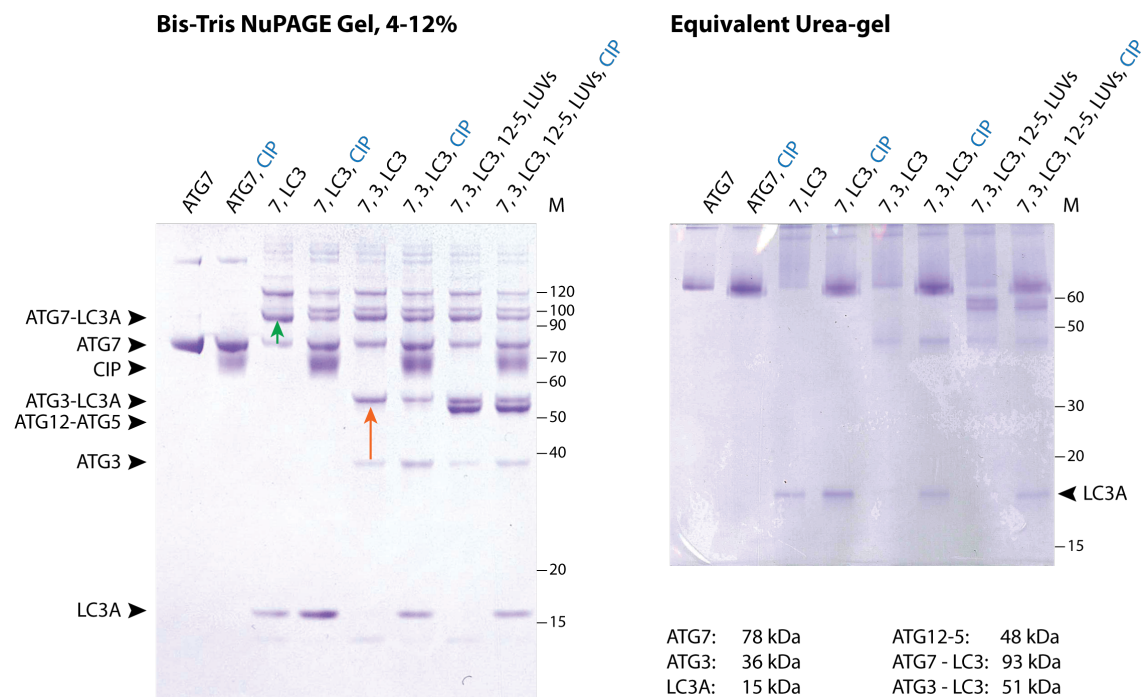 Bis-Tris NuPAGE Gel, 4-12%
ATG7
ATG7, CIP
7, LC3
7, LC3, CIP
7, 3, LC3
7, 3, LC3, CIP
7, 3, LC3, 12-5, LUVs
7, 3, LC3, 12-5, LUVs, CIP
M
ATG7-LC3A
ATG7
CIP
ATG3-LC3A
ATG12-ATG5
ATG3
LC3A
120
100
90
70
60
50
40
20
15
Equivalent Urea-gel
ATG7
ATG7, CIP
7, LC3
7, LC3, CIP
7, 3, LC3
7, 3, LC3, CIP
7, 3, LC3, 12-5, LUVs
7, 3, LC3, 12-5, LUVs, CIP
M
60
50
30
20
LC3A
15
ATG7: 78 kDa
ATG3: 36 kDa
LC3A: 15 kDa
ATG12-5: 48 kDa
ATG7 - LC3: 93 kDa
ATG3 - LC3: 51 kDa